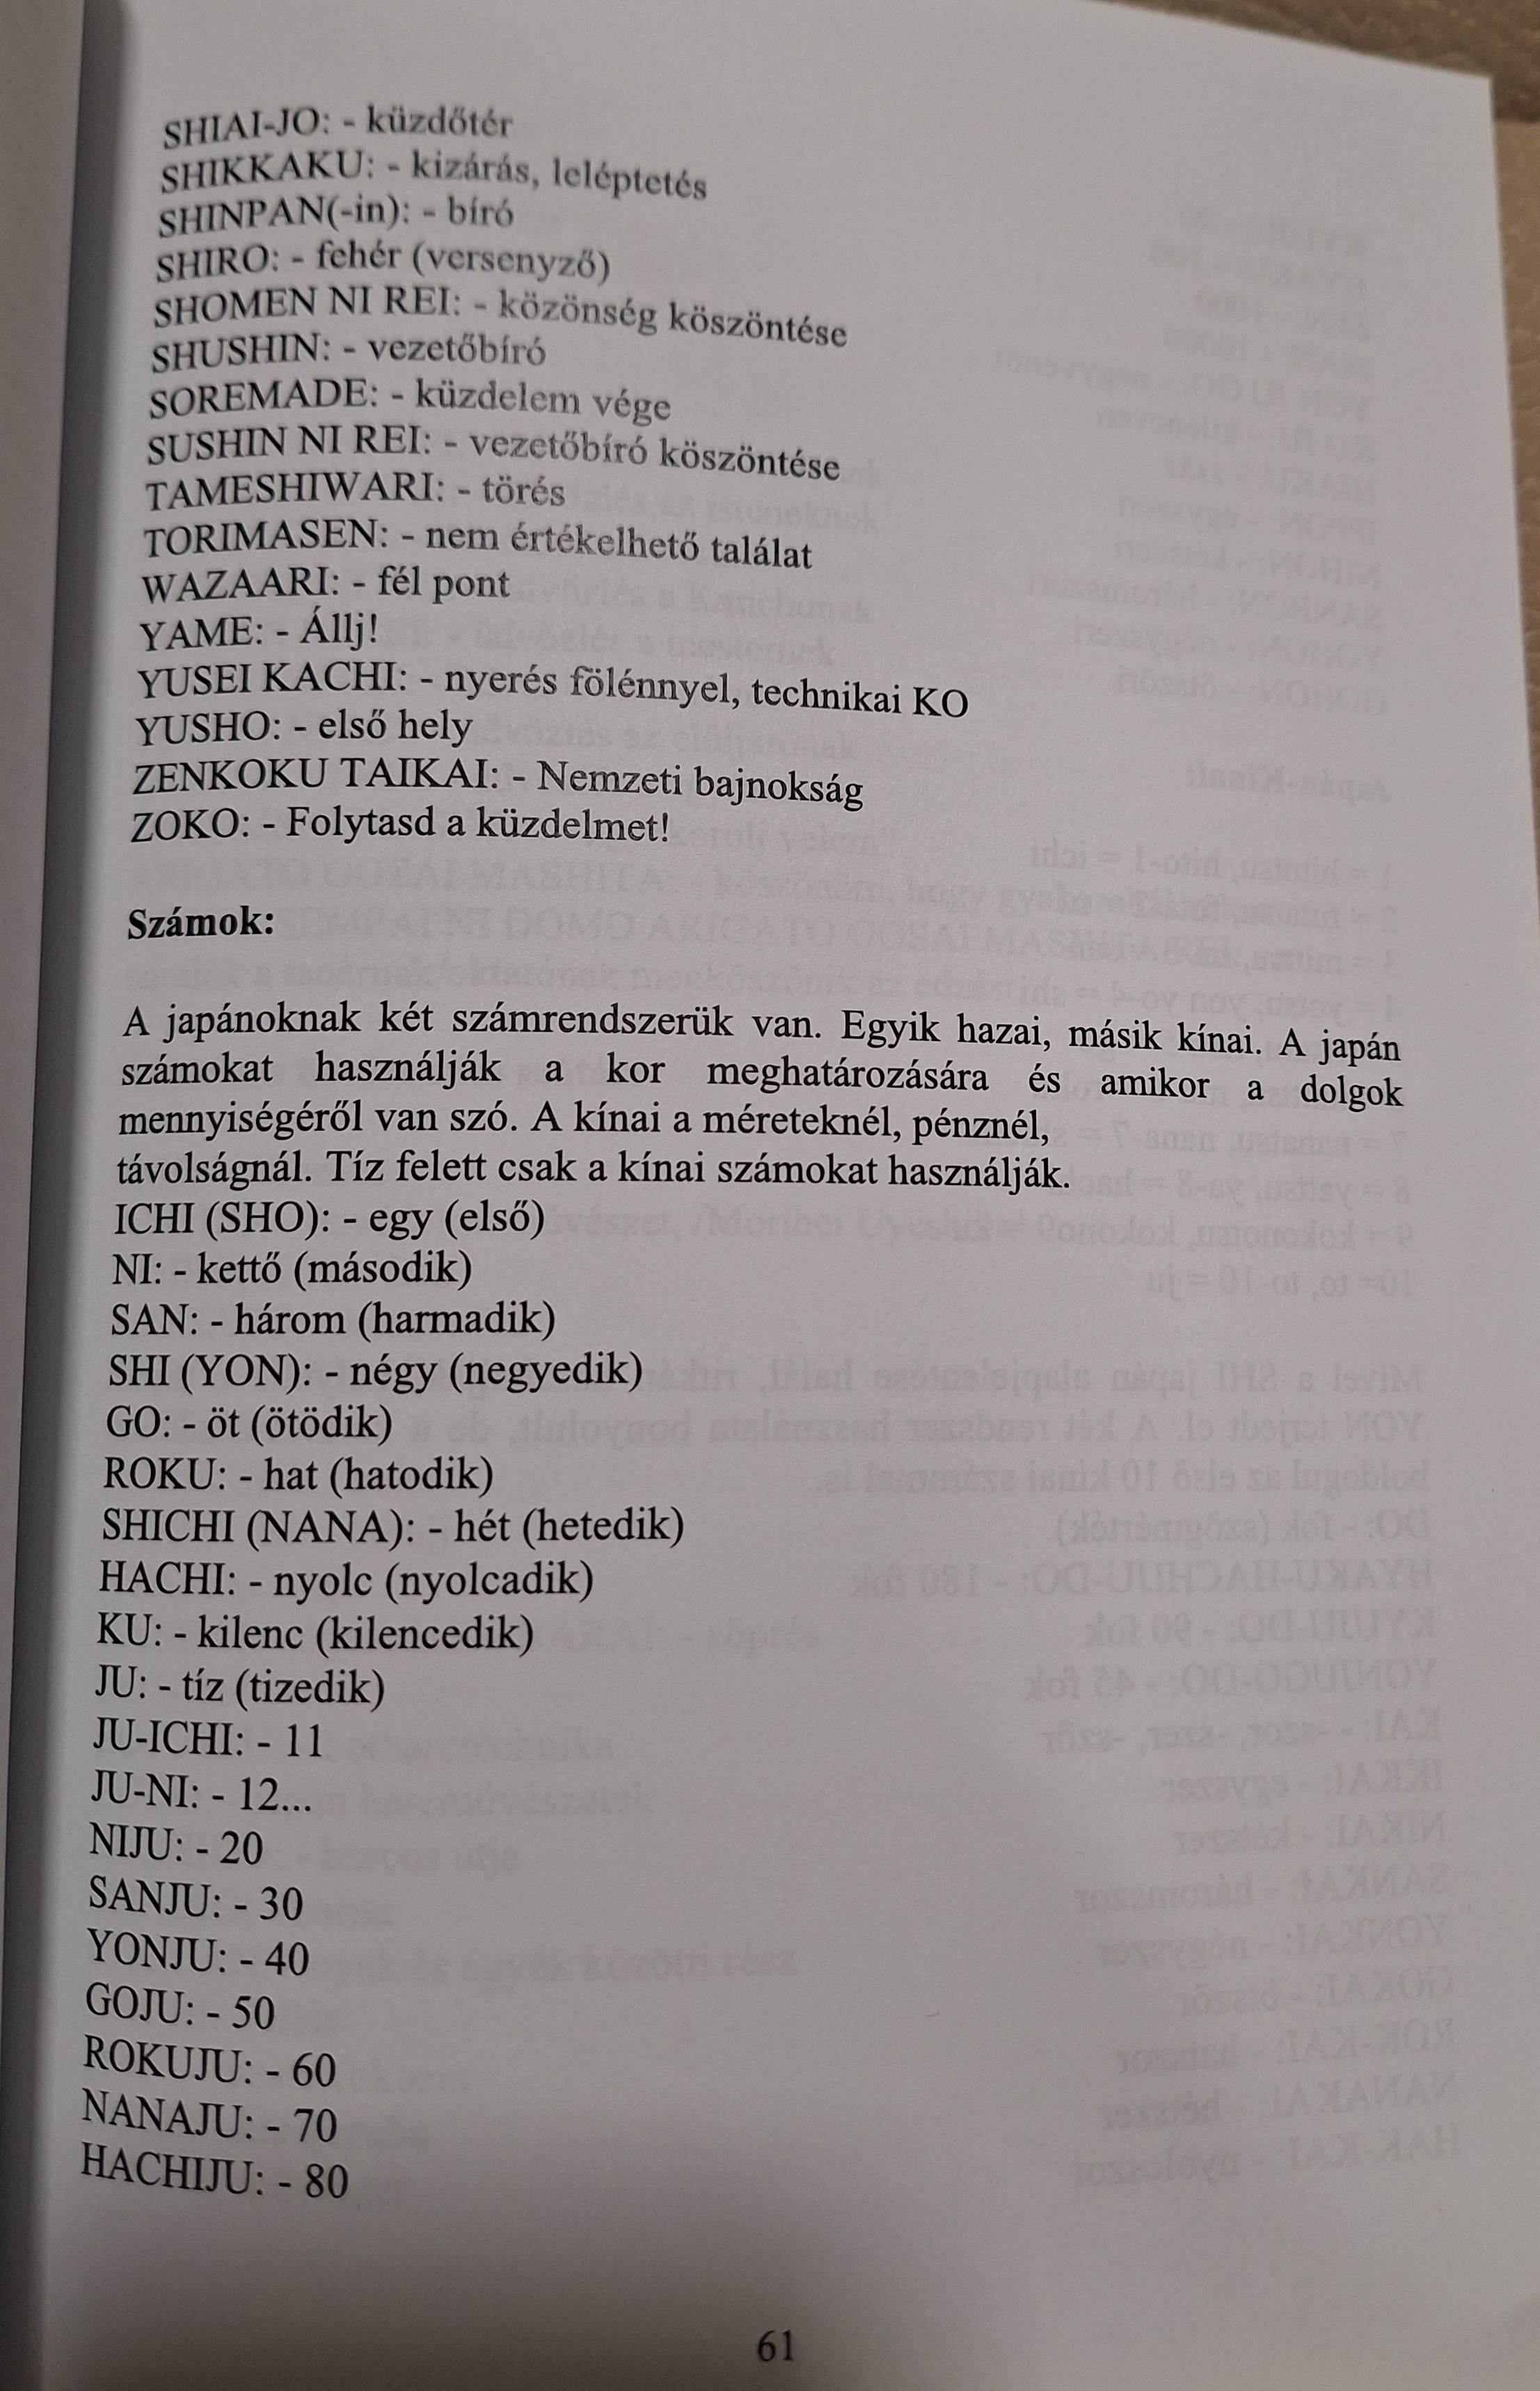 SHIAI-JO: - küzdőtér
SHIKKAKU: - kizárás, leléptetés
SHINPAN(-in): - bíró
SHIRO: - fehér (versenyző)
SHOMEN NI REI: - közönség köszöntése
SHUSHIN: - vezetőbíró
SOREMADE: - küzdelem vége
SUSHIN NI REI: - vezetőbíró köszöntése
TAMESHIWARI: - törés
TORIMASEN: - nem értékelhető találat
WAZAARI: - fél pont
YAME: - Állj!
YUSEI KACHI: - nyerés fölénnyel, technikai KO
YUSHO: - első hely
ZENKOKU TAIKAI: - Nemzeti bajnokság
ZOKO: - Folytasd a küzdelmet!
Számok:
A japánoknak két számrendszerük van. Egyik hazai, másik kínai. A japán
számokat használják a kor meghatározására és amikor a dolgok
mennyiségéről van szó. A kínai a méreteknél, pénznél,
távolságnál. Tíz felett csak a kínai számokat használják.
ICHI (SHO): - egy (első)
NI: - kettő (második)
SAN: - három (harmadik)
SHI (YON): - négy (negyedik)
GO: - öt (ötödik)
ROKU: - hat (hatodik)
SHICHI (NANA): - hét (hetedik)
HACHI: - nyolc (nyolcadik)
KU: - kilenc (kilencedik)
JU: - tíz (tizedik)
JU-ICHI: - 11
JU-NI: - 12...
NIJU: - 20
SANJU: - 30
YONJU: - 40
GOJU: - 50
ROKUJU: - 60
NANAJU: - 70
HACHIJU: - 80
61